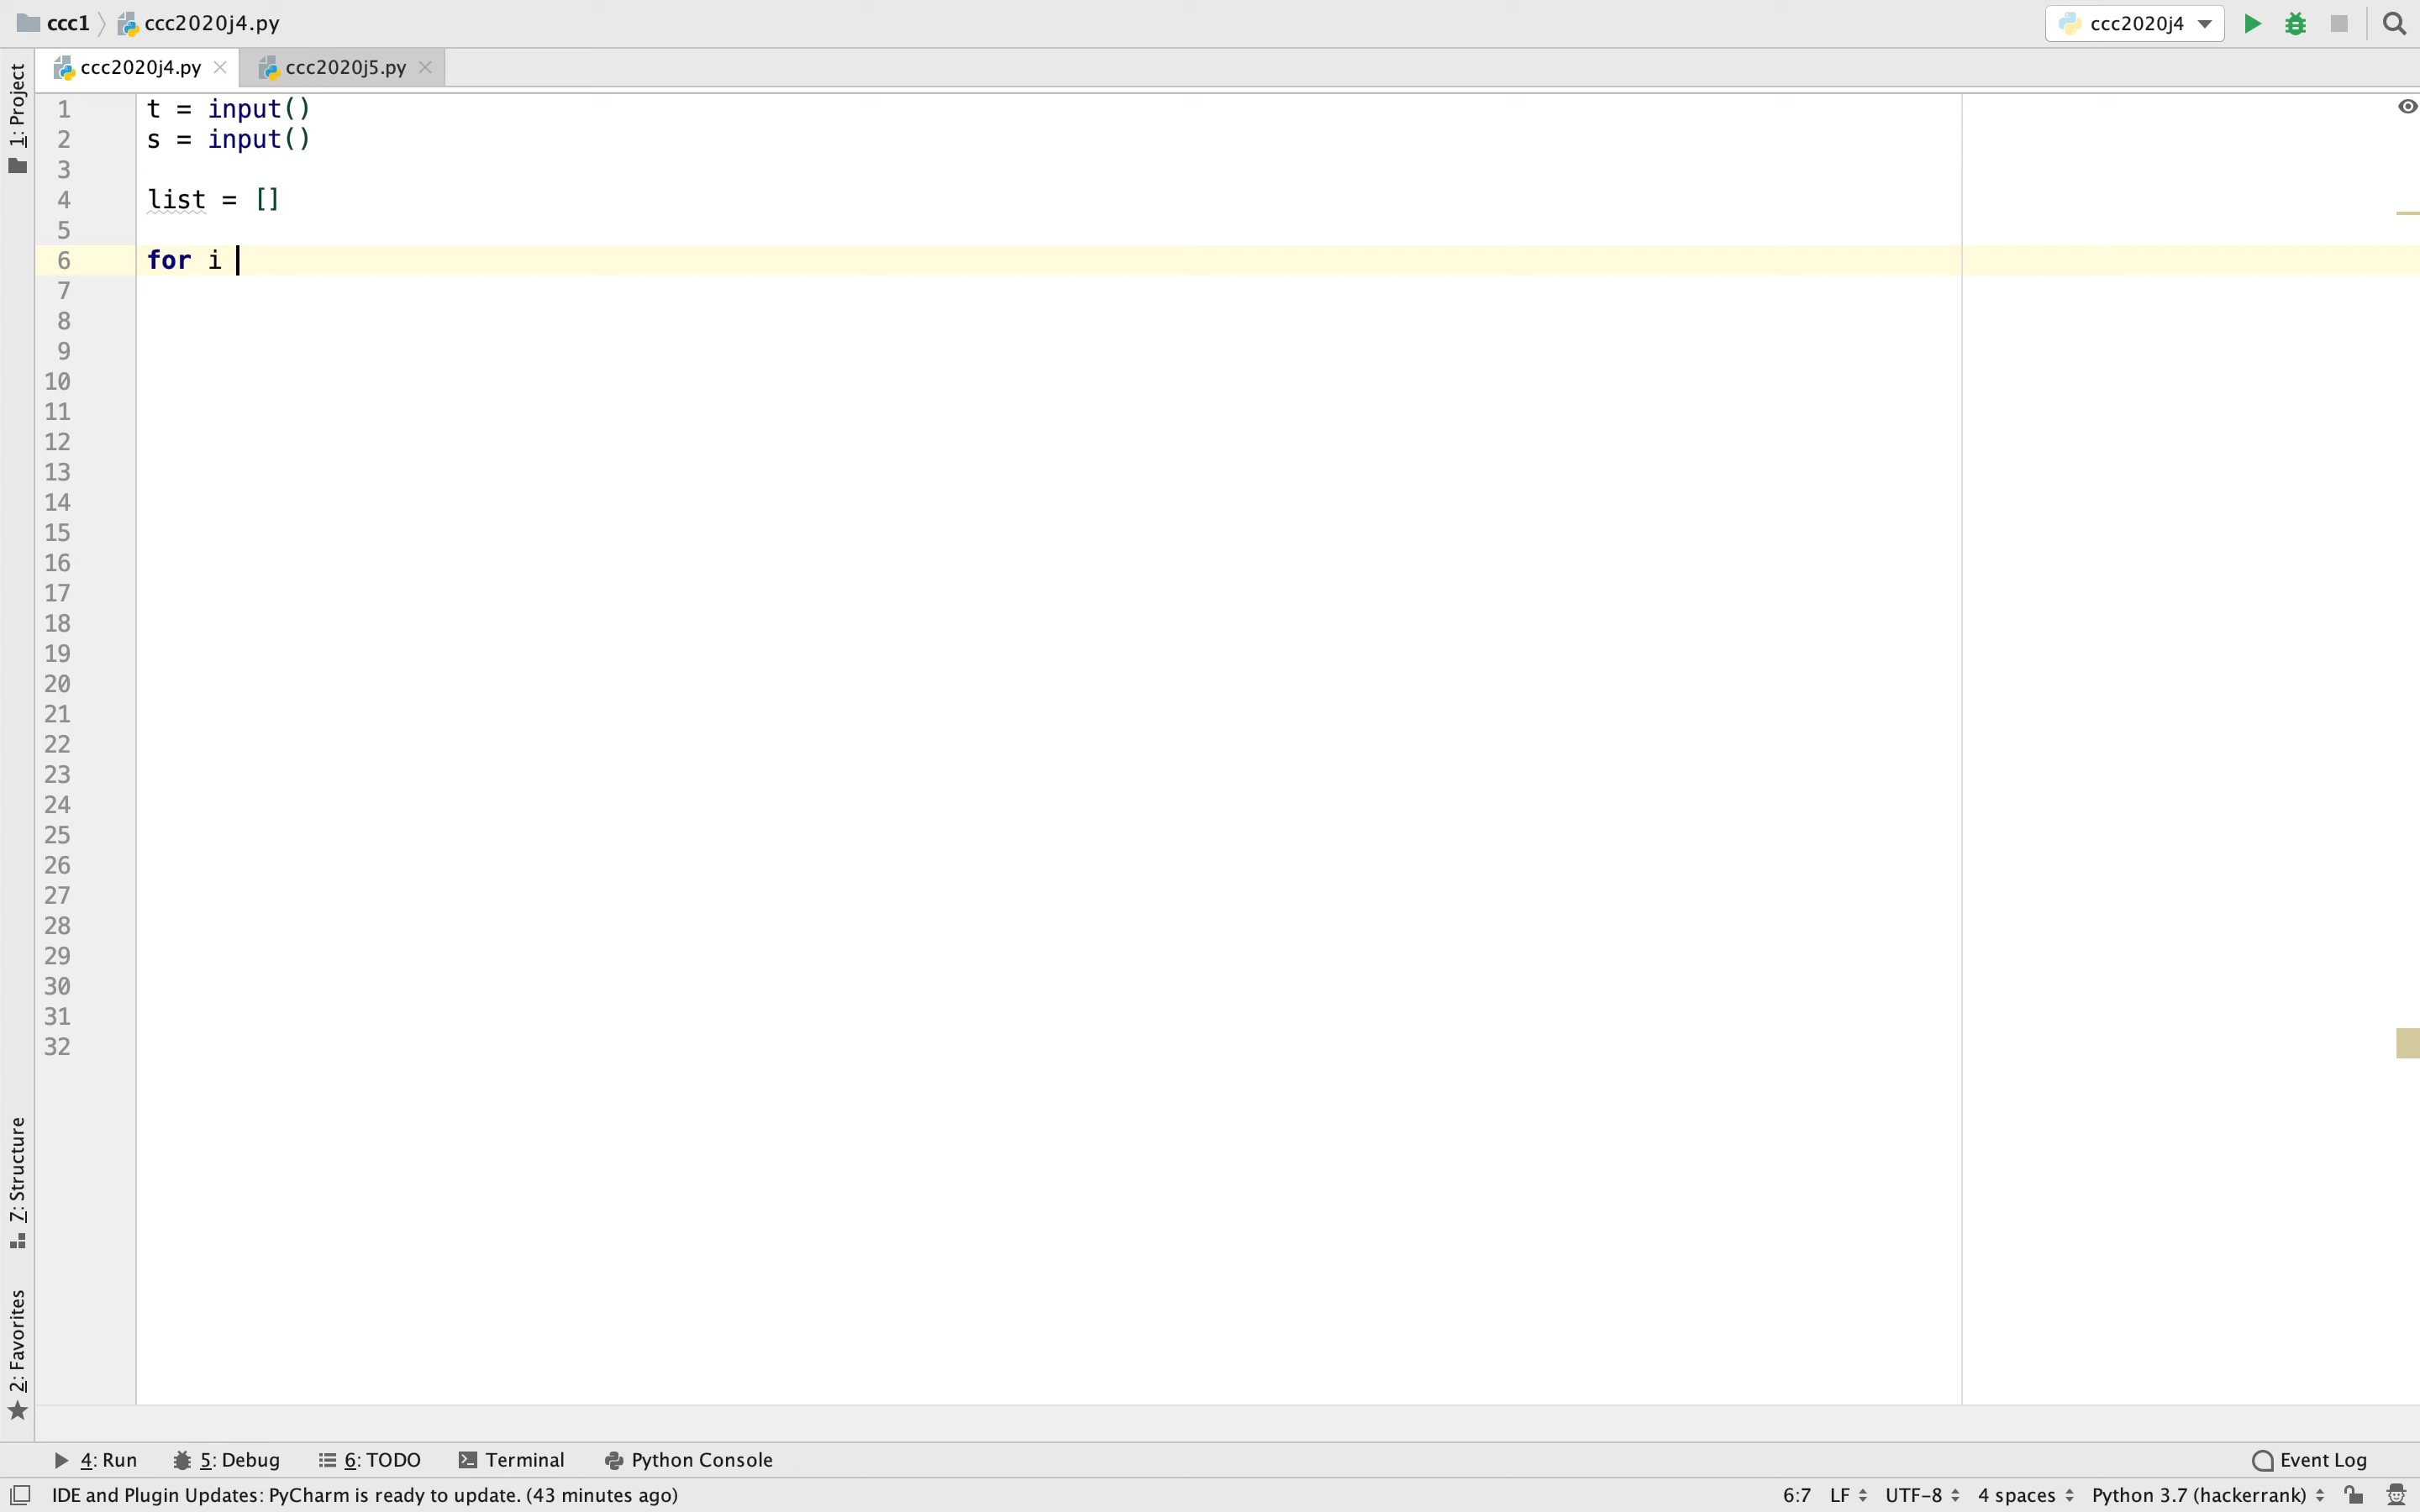 ccc1 ccc2020j4.py ccc2020j4
ccc2020j4.py ccc2020j5.py
1: Project
1 t = input()
2 s = input()
3
4 list = []
5
6 for i
7
8
9
10
11
12
13
14
15
16
17
18
19
20
21
22
23
24
25
26
27
28
29
30
31
32
7: Structure
2: Favorites
4: Run 5: Debug 6: TODO Terminal Python Console Event Log
IDE and Plugin Updates: PyCharm is ready to update. (43 minutes ago) 6:7 LF UTF-8 4 spaces Python 3.7 (hackerrank)